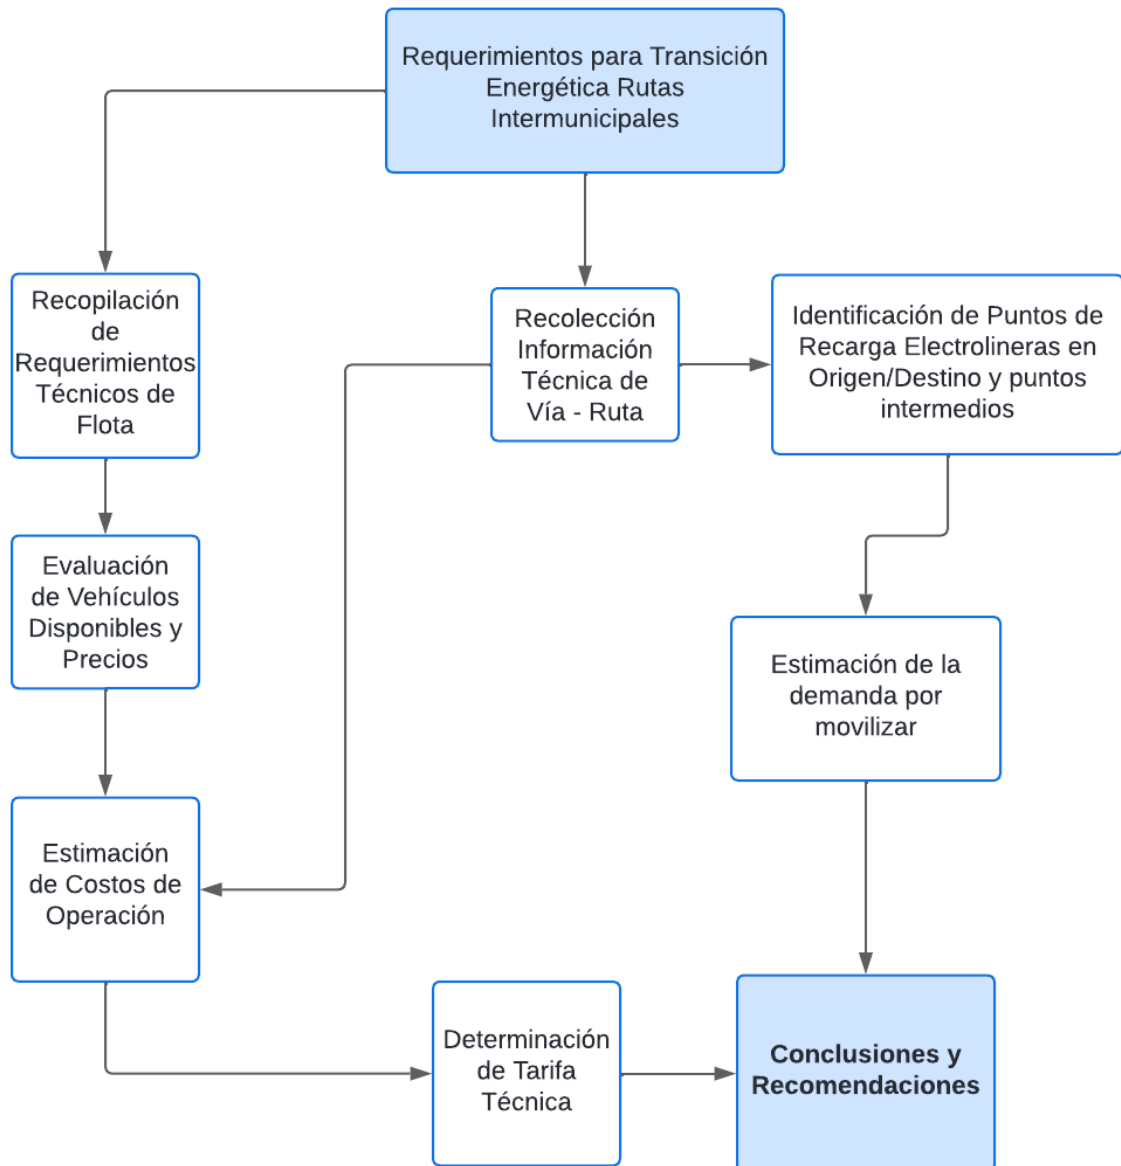 Requerimientos para Transición
Energética Rutas
Intermunicipales
Recopilación
de
Requerimientos
Técnicos de
Flota
Recolección
Información
Técnica de
Vía - Ruta
Identificación de Puntos de
Recarga Electrolineras en
Origen/Destino y puntos
intermedios
Evaluación
de Vehículos
Disponibles y
Precios
Estimación de la
demanda por
movilizar
Estimación
de Costos de
Operación
Determinación
de Tarifa
Técnica
Conclusiones y
Recomendaciones